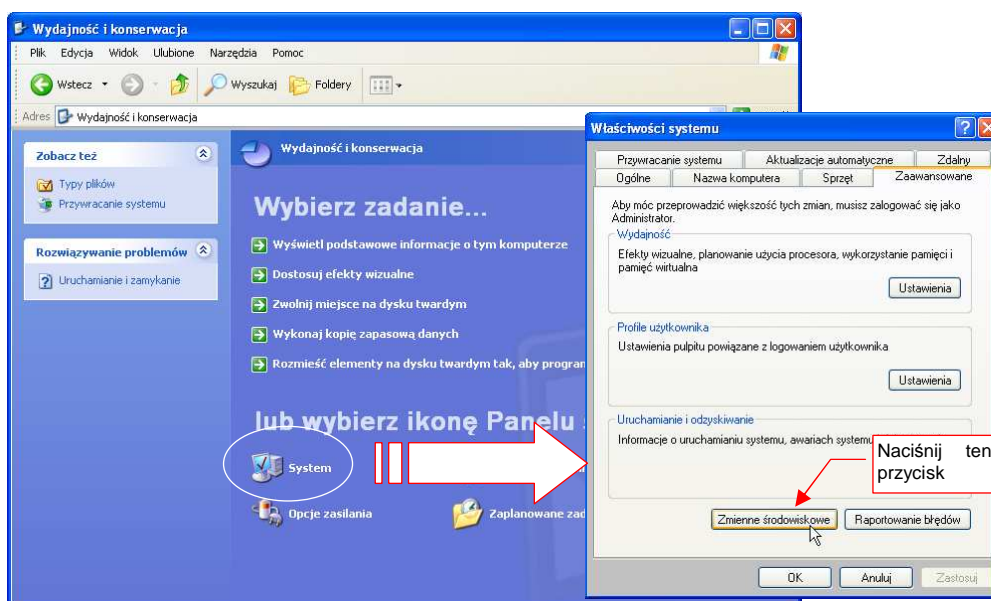 Wydajność i konserwacja
Plik Edycja Widok Ulubione Narzędzia Pomoc
Wstecz Wyszukaj Foldery
Adres Wydajność i konserwacja
Zobacz też
Typy plików
Przywracanie systemu
Rozwiązywanie problemów
Uruchamianie i zamykanie
Wydajność i konserwacja
Wybierz zadanie...
Wyświetl podstawowe informacje o tym komputerze
Dostosuj efekty wizualne
Zwolnij miejsce na dysku twardym
Wykonaj kopię zapasową danych
Rozmieść elementy na dysku twardym tak, aby program
lub wybierz ikonę Panelu
System
Opcje zasilania Zaplanowane zad
Właściwości systemu
Przywracanie systemu Aktualizacje automatyczne Zdalny
Ogólne Nazwa komputera Sprzęt Zaawansowane
Aby móc przeprowadzić większość tych zmian, musisz zalogować się jako
Administrator.
Wydajność
Efekty wizualne, planowanie użycia procesora, wykorzystanie pamięci i
pamięć wirtualna
Ustawienia
Profile użytkownika
Ustawienia pulpitu powiązane z logowaniem użytkownika
Ustawienia
Uruchamianie i odzyskiwanie
Informacje o uruchamianiu systemu, awariach systemu
Naciśnij ten
przycisk
Zmienne środowiskowe Raportowanie błędów
OK Anuluj Zastosuj